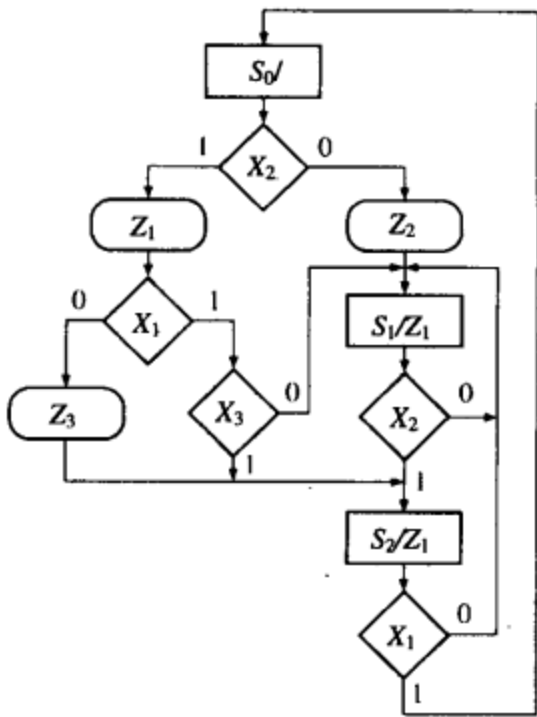 S₀/
1 X₂ 0
Z₁ Z₂
0 X₁ 1
S₁/Z₁
Z₃ X₃ 0 X₂ 0
1 1
S₂/Z₁
X₁ 0
1